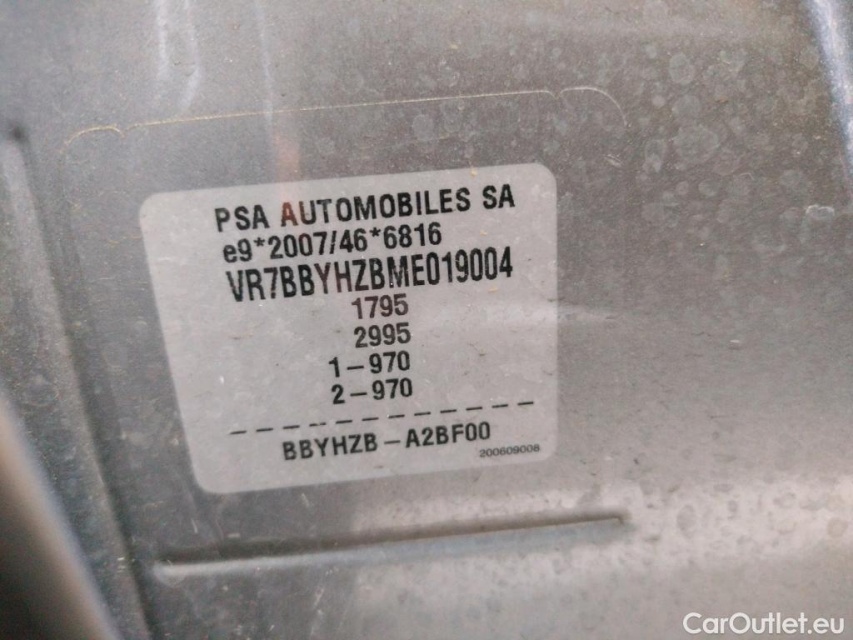 PSA AUTOMOBILES SA
e9*2007/46*6816
VR7BBYHZBME019004
1795
2995
1-970
2-970
BBYHZB-A2BF00
200609006
CarOutlet.eu